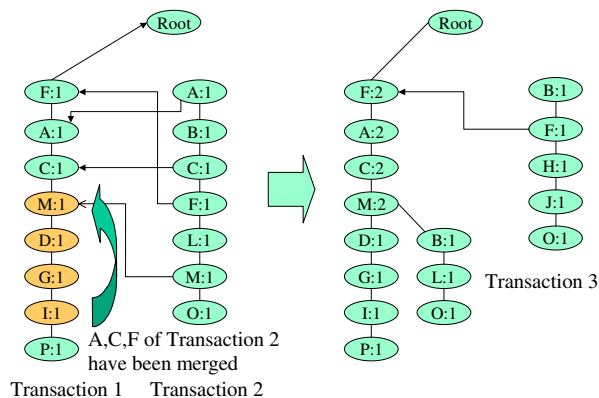 Root
Root
F:1
A:1
F:2
B:1
A:1
B:1
A:2
F:1
C:1
C:1
C:2
H:1
M:1
F:1
M:2
J:1
D:1
L:1
D:1
B:1
O:1
G:1
M:1
G:1
L:1
Transaction 3
I:1
O:1
I:1
O:1
P:1
A,C,F of Transaction 2
have been merged
P:1
Transaction 1
Transaction 2